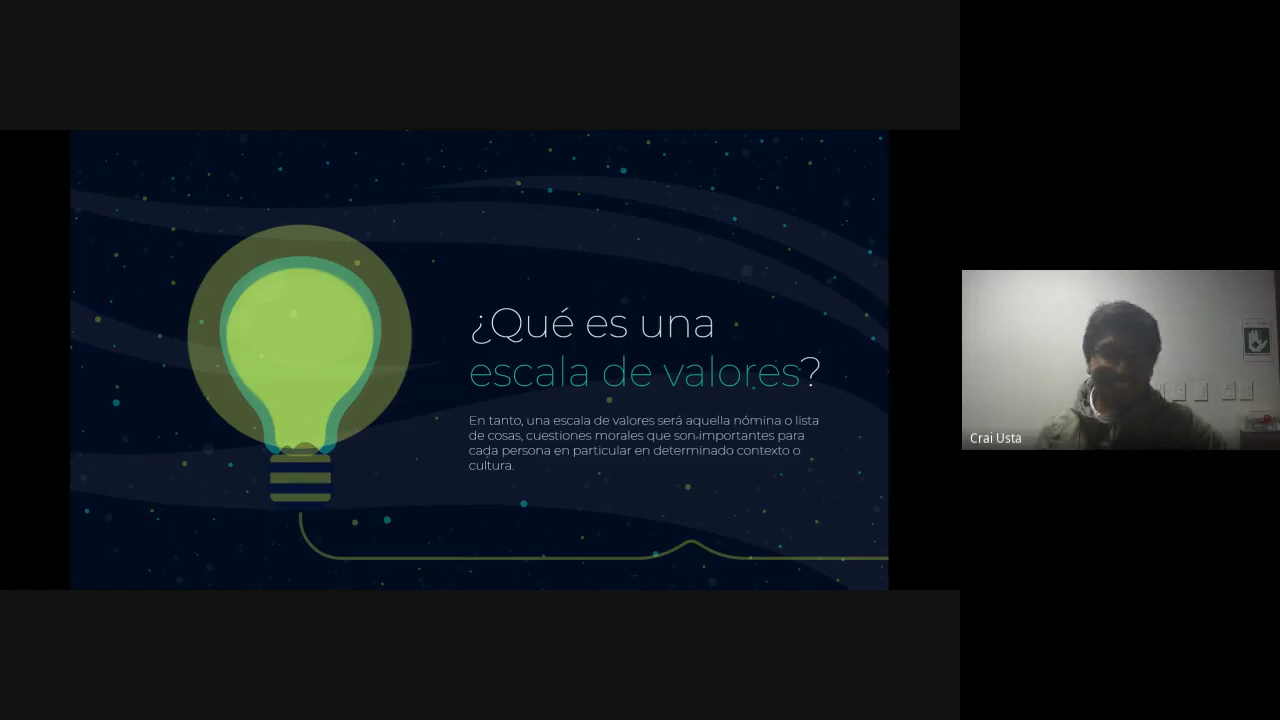 ¿Qué es una
escala de valores?
En tanto, una escala de valores será aquella nómina o lista
de cosas, cuestiones morales que son importantes para
cada persona en particular en determinado contexto o
cultura.
Crai Usta